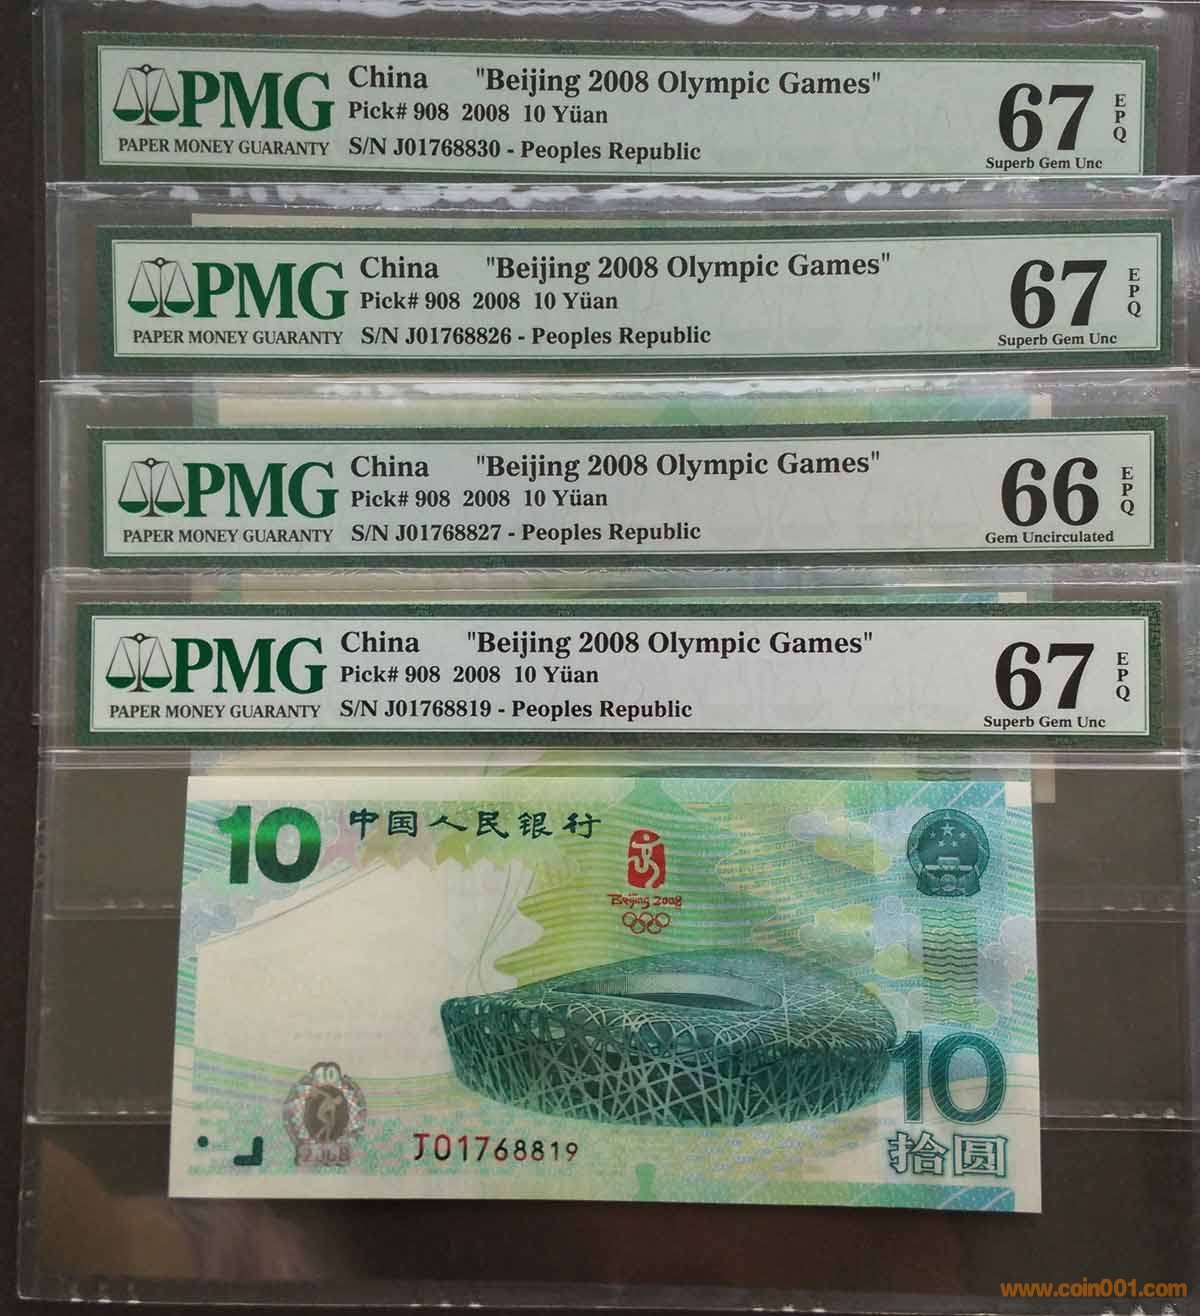 PMG
PAPER MONEY GUARANTY
China "Beijing 2008 Olympic Games"
Pick# 908 2008 10 Yüan
S/N J01768830 - Peoples Republic
67
EPQ
Superb Gem Unc
PMG
PAPER MONEY GUARANTY
China "Beijing 2008 Olympic Games"
Pick# 908 2008 10 Yüan
S/N J01768826 - Peoples Republic
67
EPQ
Superb Gem Unc
PMG
PAPER MONEY GUARANTY
China "Beijing 2008 Olympic Games"
Pick# 908 2008 10 Yüan
S/N J01768827 - Peoples Republic
66
EPQ
Gem Uncirculated
PMG
PAPER MONEY GUARANTY
China "Beijing 2008 Olympic Games"
Pick# 908 2008 10 Yüan
S/N J01768819 - Peoples Republic
67
EPQ
Superb Gem Unc
10 中国人民银行
Beijing 2008
10
2008
J01768819
10
拾圆
www.coin001.com